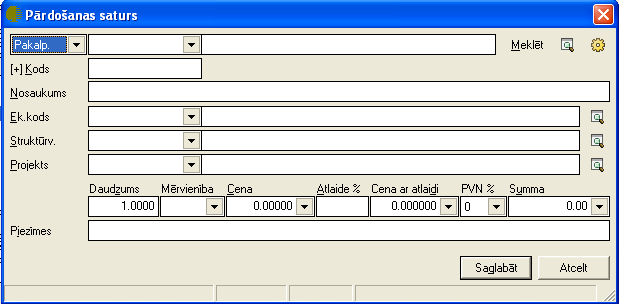 Pārdošanas saturs
Pakalp. Meklēt
[+] Kods
Nosaukums
Ek.kods
Struktūrv.
Projekts
Daudzums Mērvienība Cena Atlaide % Cena ar atlaidi PVN % Summa
1.0000 0.00000 0.000000 0 0.00
Piezīmes
Saglabāt Atcelt